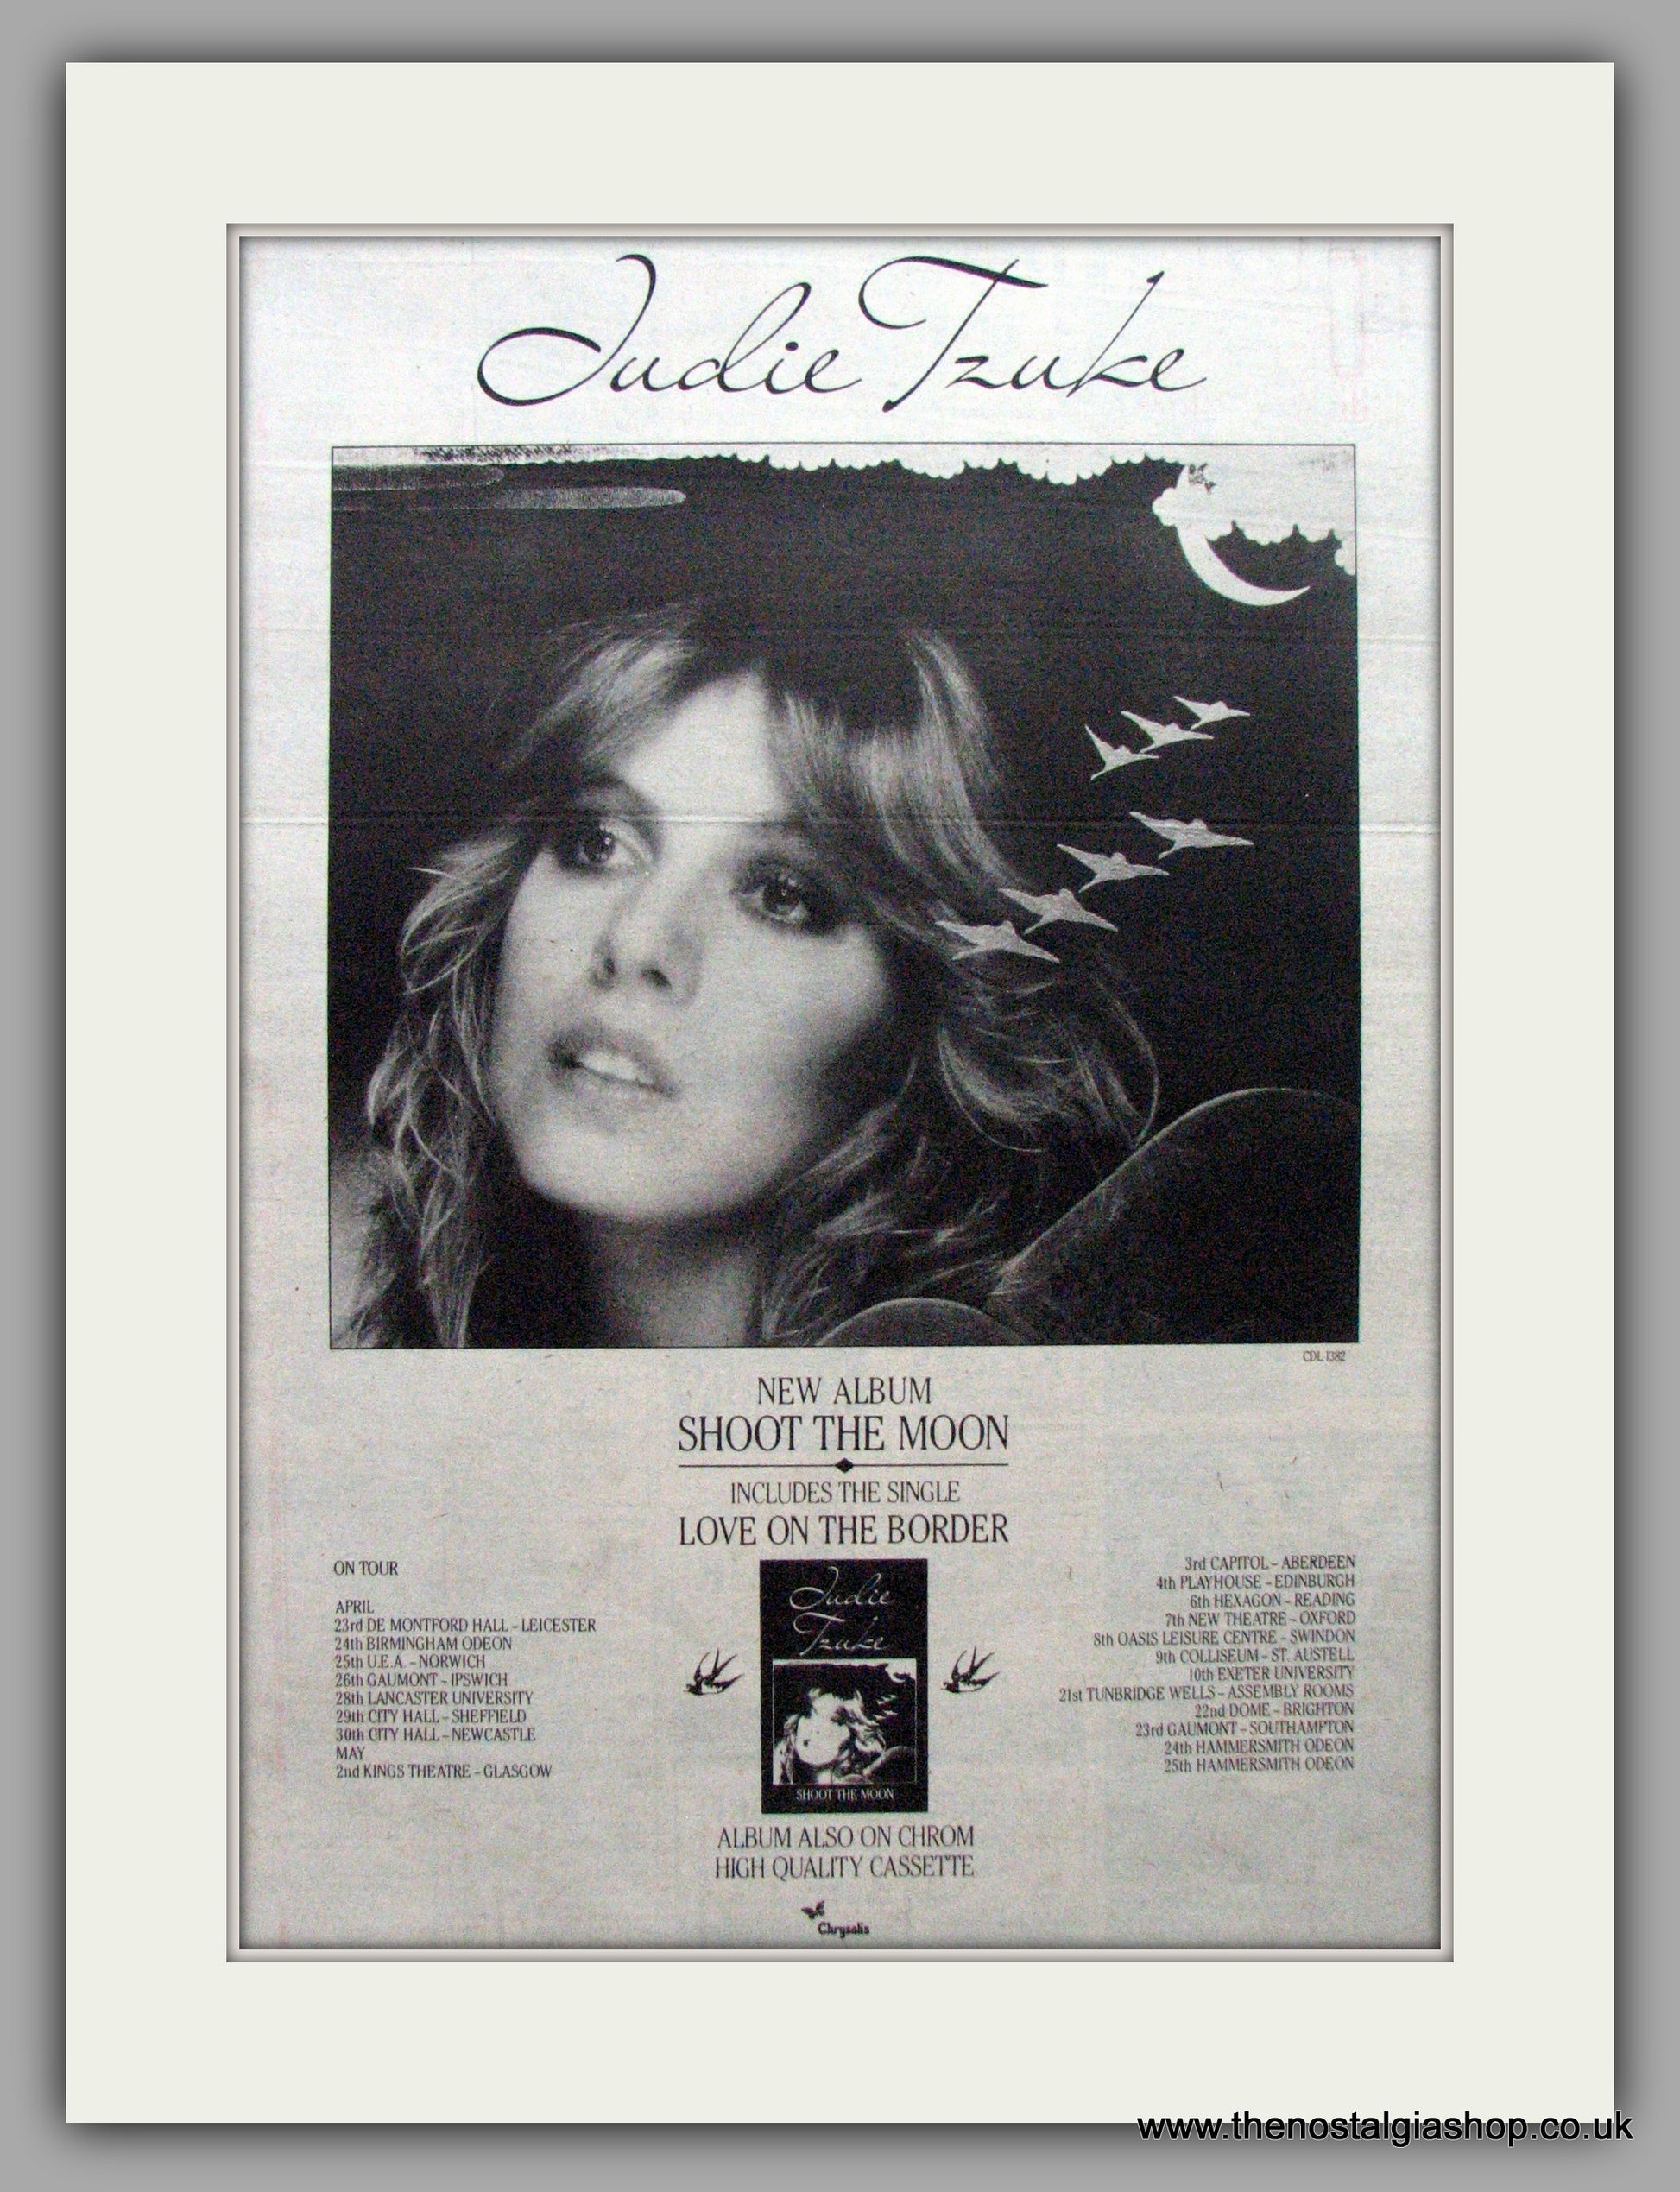 Judie Tzuke
CDL 1382
NEW ALBUM
SHOOT THE MOON
INCLUDES THE SINGLE
LOVE ON THE BORDER
ON TOUR
APRIL
23rd DE MONTFORD HALL - LEICESTER
24th BIRMINGHAM ODEON
25th U.E.A. - NORWICH
26th GAUMONT - IPSWICH
28th LANCASTER UNIVERSITY
29th CITY HALL - SHEFFIELD
30th CITY HALL - NEWCASTLE
MAY
2nd KINGS THEATRE - GLASGOW
3rd CAPITOL - ABERDEEN
4th PLAYHOUSE - EDINBURGH
6th HEXAGON - READING
7th NEW THEATRE - OXFORD
8th OASIS LEISURE CENTRE - SWINDON
9th COLLISEUM - ST. AUSTELL
10th EXETER UNIVERSITY
21st TUNBRIDGE WELLS - ASSEMBLY ROOMS
22nd DOME - BRIGHTON
23rd GAUMONT - SOUTHAMPTON
24th HAMMERSMITH ODEON
25th HAMMERSMITH ODEON
Judie
Tzuke
SHOOT THE MOON
ALBUM ALSO ON CHROM
HIGH QUALITY CASSETTE
Chrysalis
www.thenostalgiashop.co.uk